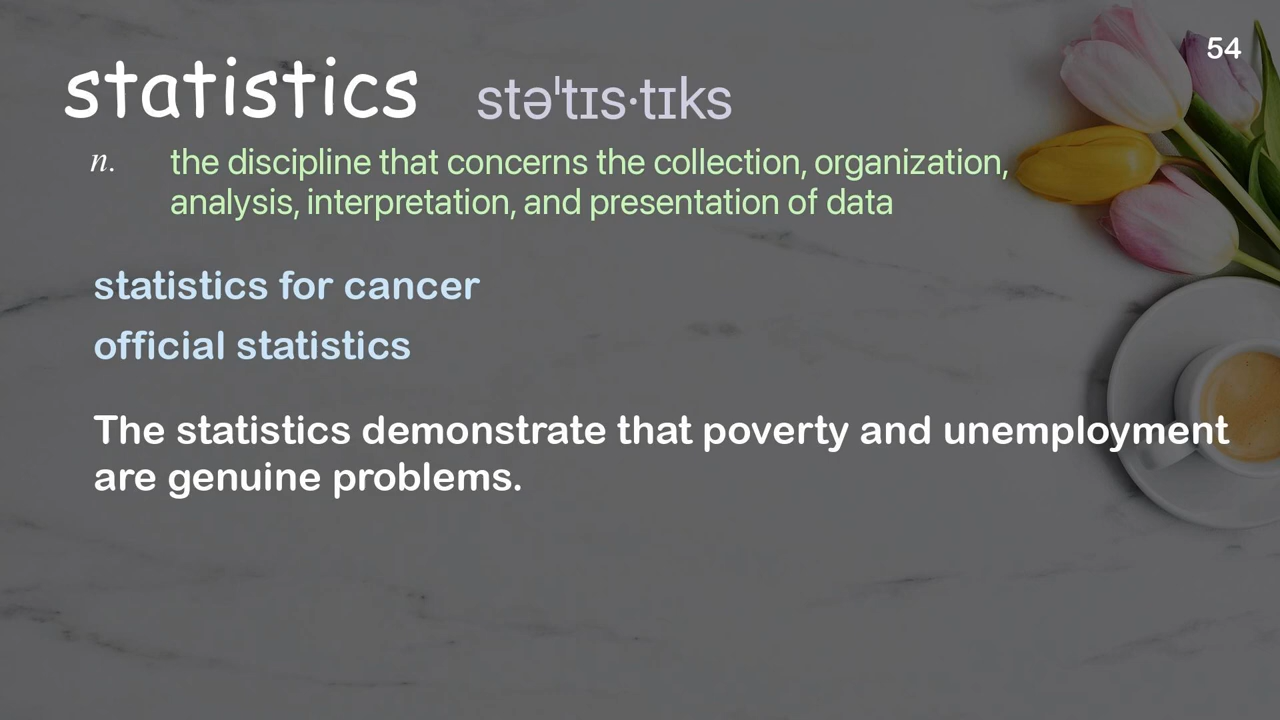 54
statistics stəˈtɪs·tɪks
n. the discipline that concerns the collection, organization,
analysis, interpretation, and presentation of data
statistics for cancer
official statistics
The statistics demonstrate that poverty and unemployment
are genuine problems.